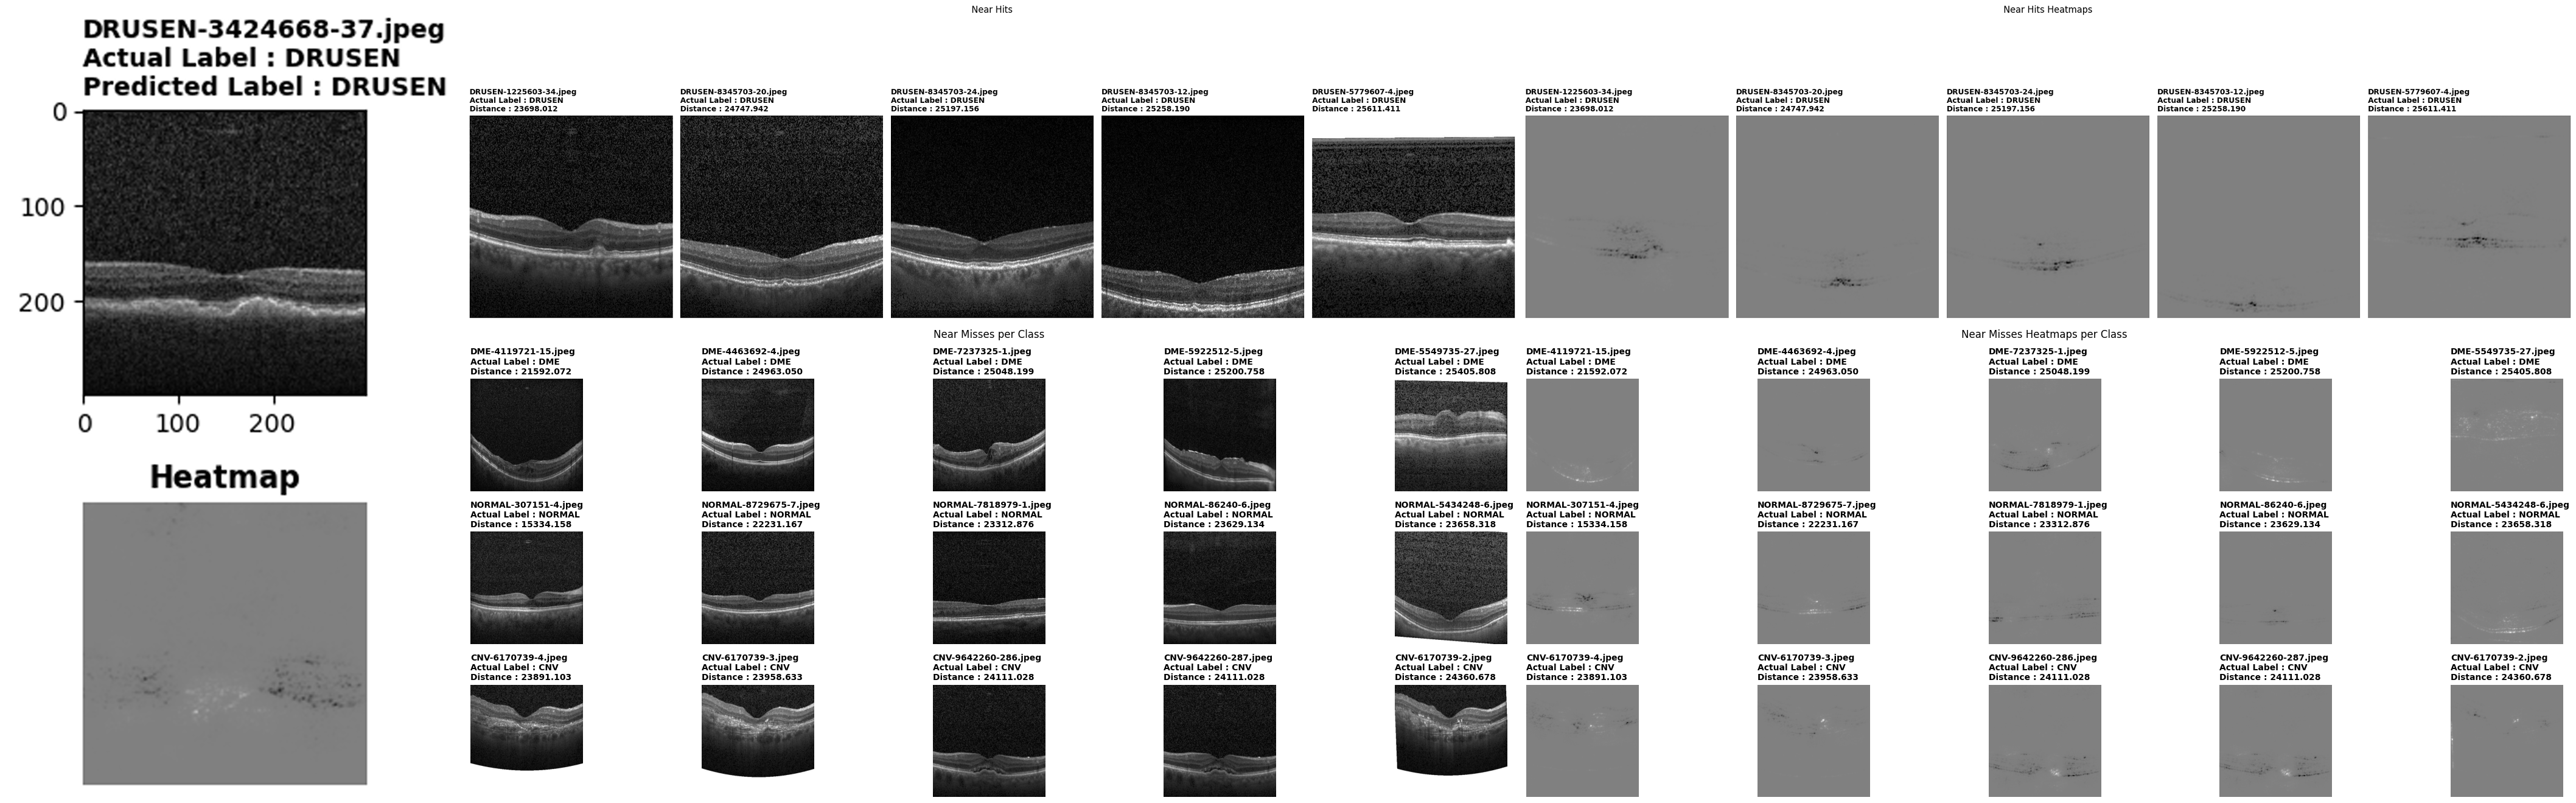 DRUSEN-3424668-37.jpeg
Actual Label : DRUSEN
Predicted Label : DRUSEN
0
100
200
0
100
200
Heatmap
Near Hits
DRUSEN-1225603-34.jpeg
Actual Label : DRUSEN
Distance : 23698.012
DRUSEN-8345703-20.jpeg
Actual Label : DRUSEN
Distance : 24747.942
DRUSEN-8345703-24.jpeg
Actual Label : DRUSEN
Distance : 25197.156
DRUSEN-8345703-12.jpeg
Actual Label : DRUSEN
Distance : 25258.190
DRUSEN-5779607-4.jpeg
Actual Label : DRUSEN
Distance : 25611.411
Near Hits Heatmaps
DRUSEN-1225603-34.jpeg
Actual Label : DRUSEN
Distance : 23698.012
DRUSEN-8345703-20.jpeg
Actual Label : DRUSEN
Distance : 24747.942
DRUSEN-8345703-24.jpeg
Actual Label : DRUSEN
Distance : 25197.156
DRUSEN-8345703-12.jpeg
Actual Label : DRUSEN
Distance : 25258.190
DRUSEN-5779607-4.jpeg
Actual Label : DRUSEN
Distance : 25611.411
Near Misses per Class
DME-4119721-15.jpeg
Actual Label : DME
Distance : 21592.072
DME-4463692-4.jpeg
Actual Label : DME
Distance : 24963.050
DME-7237325-1.jpeg
Actual Label : DME
Distance : 25048.199
DME-5922512-5.jpeg
Actual Label : DME
Distance : 25200.758
DME-5549735-27.jpeg
Actual Label : DME
Distance : 25405.808
NORMAL-307151-4.jpeg
Actual Label : NORMAL
Distance : 15334.158
NORMAL-8729675-7.jpeg
Actual Label : NORMAL
Distance : 22231.167
NORMAL-7818979-1.jpeg
Actual Label : NORMAL
Distance : 23312.876
NORMAL-86240-6.jpeg
Actual Label : NORMAL
Distance : 23629.134
NORMAL-5434248-6.jpeg
Actual Label : NORMAL
Distance : 23658.318
CNV-6170739-4.jpeg
Actual Label : CNV
Distance : 23891.103
CNV-6170739-3.jpeg
Actual Label : CNV
Distance : 23958.633
CNV-9642260-286.jpeg
Actual Label : CNV
Distance : 24111.028
CNV-9642260-287.jpeg
Actual Label : CNV
Distance : 24111.028
CNV-6170739-2.jpeg
Actual Label : CNV
Distance : 24360.678
Near Misses Heatmaps per Class
DME-4119721-15.jpeg
Actual Label : DME
Distance : 21592.072
DME-4463692-4.jpeg
Actual Label : DME
Distance : 24963.050
DME-7237325-1.jpeg
Actual Label : DME
Distance : 25048.199
DME-5922512-5.jpeg
Actual Label : DME
Distance : 25200.758
DME-5549735-27.jpeg
Actual Label : DME
Distance : 25405.808
NORMAL-307151-4.jpeg
Actual Label : NORMAL
Distance : 15334.158
NORMAL-8729675-7.jpeg
Actual Label : NORMAL
Distance : 22231.167
NORMAL-7818979-1.jpeg
Actual Label : NORMAL
Distance : 23312.876
NORMAL-86240-6.jpeg
Actual Label : NORMAL
Distance : 23629.134
NORMAL-5434248-6.jpeg
Actual Label : NORMAL
Distance : 23658.318
CNV-6170739-4.jpeg
Actual Label : CNV
Distance : 23891.103
CNV-6170739-3.jpeg
Actual Label : CNV
Distance : 23958.633
CNV-9642260-286.jpeg
Actual Label : CNV
Distance : 24111.028
CNV-9642260-287.jpeg
Actual Label : CNV
Distance : 24111.028
CNV-6170739-2.jpeg
Actual Label : CNV
Distance : 24360.678